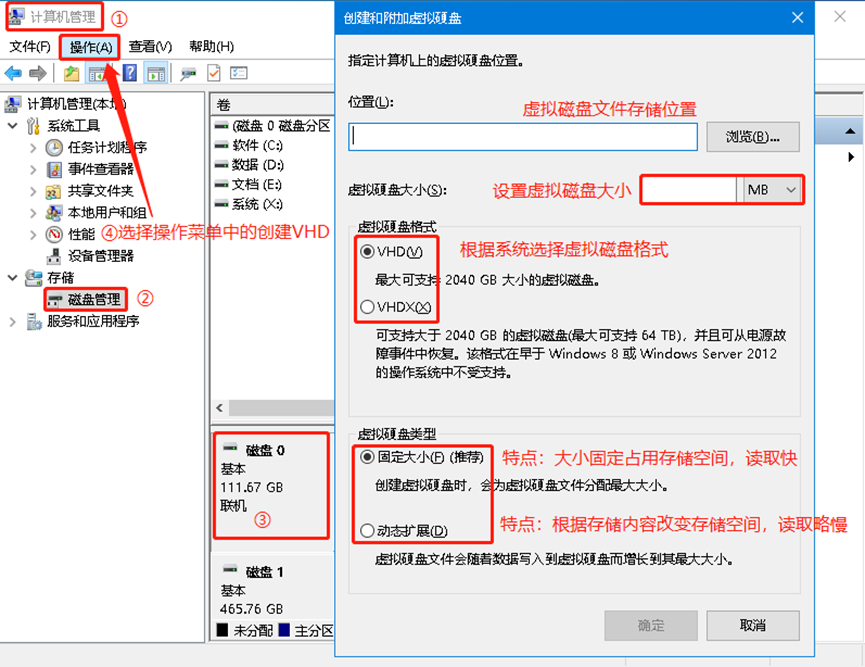 计算机管理 ①
文件(F) 操作(A) 查看(V) 帮助(H)
计算机管理(本地)
系统工具
任务计划程序
事件查看器
共享文件夹
本地用户和组
性能
④选择操作菜单中的创建VHD
设备管理器
存储
磁盘管理 ②
服务和应用程序
卷
(磁盘 0 磁盘分区
软件 (C:)
数据 (D:)
文档 (E:)
系统 (X:)
磁盘 0
基本
111.67 GB
联机
③
磁盘 1
基本
465.76 GB
未分配 主分区
创建和附加虚拟硬盘
指定计算机上的虚拟硬盘位置。
位置(L):
虚拟磁盘文件存储位置
浏览(B)...
虚拟硬盘大小(S):
设置虚拟磁盘大小
MB
虚拟硬盘格式
VHD(V)
根据系统选择虚拟磁盘格式
最大可支持 2040 GB 大小的虚拟磁盘。
VHDX(X)
可支持大于 2040 GB 的虚拟磁盘(最大可支持 64 TB)，并且可从电源故
障事件中恢复。该格式在早于 Windows 8 或 Windows Server 2012
的操作系统中不受支持。
虚拟硬盘类型
固定大小(F) (推荐)
特点：大小固定占用存储空间，读取快
创建虚拟硬盘时，会为虚拟硬盘文件分配最大大小。
特点：根据存储内容改变存储空间，读取略慢
动态扩展(D)
虚拟硬盘文件会随着数据写入到虚拟硬盘而增长到其最大大小。
确定
取消